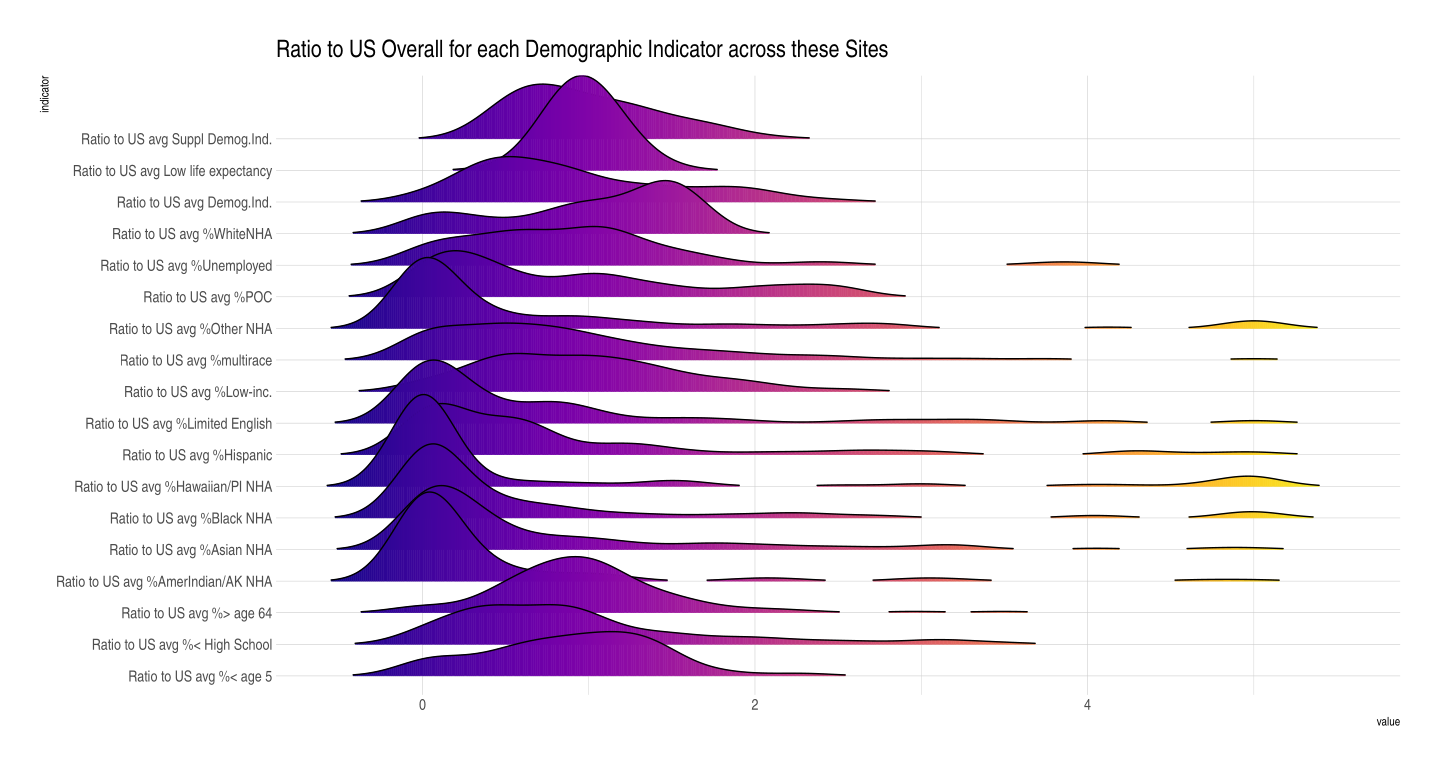 Ratio to US Overall for each Demographic Indicator across these Sites
indicator
Ratio to US avg Suppl Demog.Ind.
Ratio to US avg Low life expectancy
Ratio to US avg Demog.Ind.
Ratio to US avg %WhiteNHA
Ratio to US avg %Unemployed
Ratio to US avg %POC
Ratio to US avg %Other NHA
Ratio to US avg %multirace
Ratio to US avg %Low-inc.
Ratio to US avg %Limited English
Ratio to US avg %Hispanic
Ratio to US avg %Hawaiian/PI NHA
Ratio to US avg %Black NHA
Ratio to US avg %Asian NHA
Ratio to US avg %AmerIndian/AK NHA
Ratio to US avg %> age 64
Ratio to US avg %< High School
Ratio to US avg %< age 5
0 2 4
value